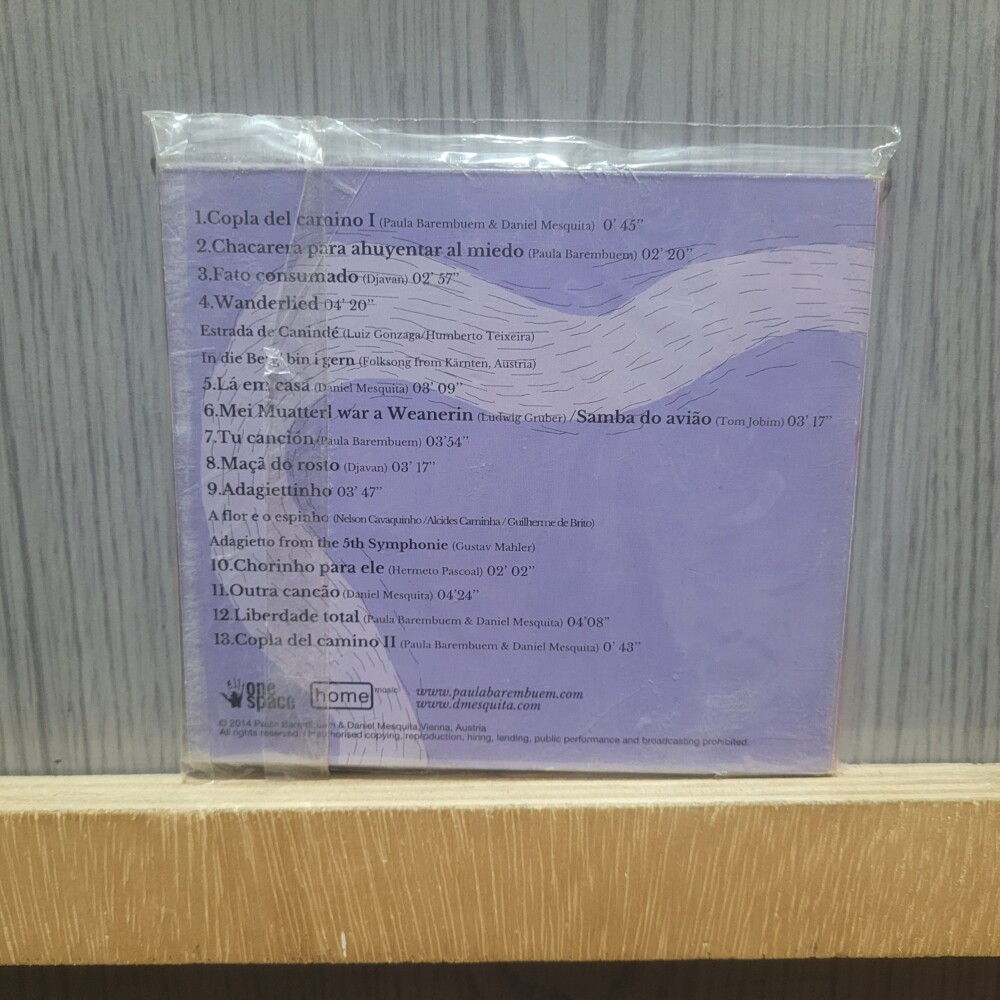 1.Copla del camino I (Paula Barembuem & Daniel Mesquita) 0' 45"
2.Chacarera para ahuyentar al miedo (Paula Barembuem) 02' 20"
3.Fato consumado (Djavan) 02' 57"
4.Wanderlied 04' 20"
Estrada de Canindé (Luiz Gonzaga/Humberto Teixeira)
In die Berg bin i gern (Folksong from Kärnten, Austria)
5.Lá em casa (Daniel Mesquita) 03' 09"
6.Mei Muatterl war a Weanerin (Ludwig Gruber) /Samba do avião (Tom Jobim) 03' 17"
7.Tu canción (Paula Barembuem) 03'54"
8.Maçã do rosto (Djavan) 03' 17"
9.Adagiettinho 03' 47"
A flor e o espinho (Nelson Cavaquinho /Alcides Caminha / Guilherme de Brito)
Adagietto from the 5th Symphonie (Gustav Mahler)
10.Chorinho para ele (Hermeto Pascoal) 02' 02"
11.Outra canção (Daniel Mesquita) 04'24"
12.Liberdade total (Paula Barembuem & Daniel Mesquita) 04'08"
13.Copla del camino II (Paula Barembuem & Daniel Mesquita) 0' 43"
one space
home music
www.paulabarembuem.com
www.dmesquita.com
© 2014 Paula Barembuem & Daniel Mesquita, Vienna, Austria
All rights reserved. Unauthorised copying, reproduction, hiring, lending, public performance and broadcasting prohibited.